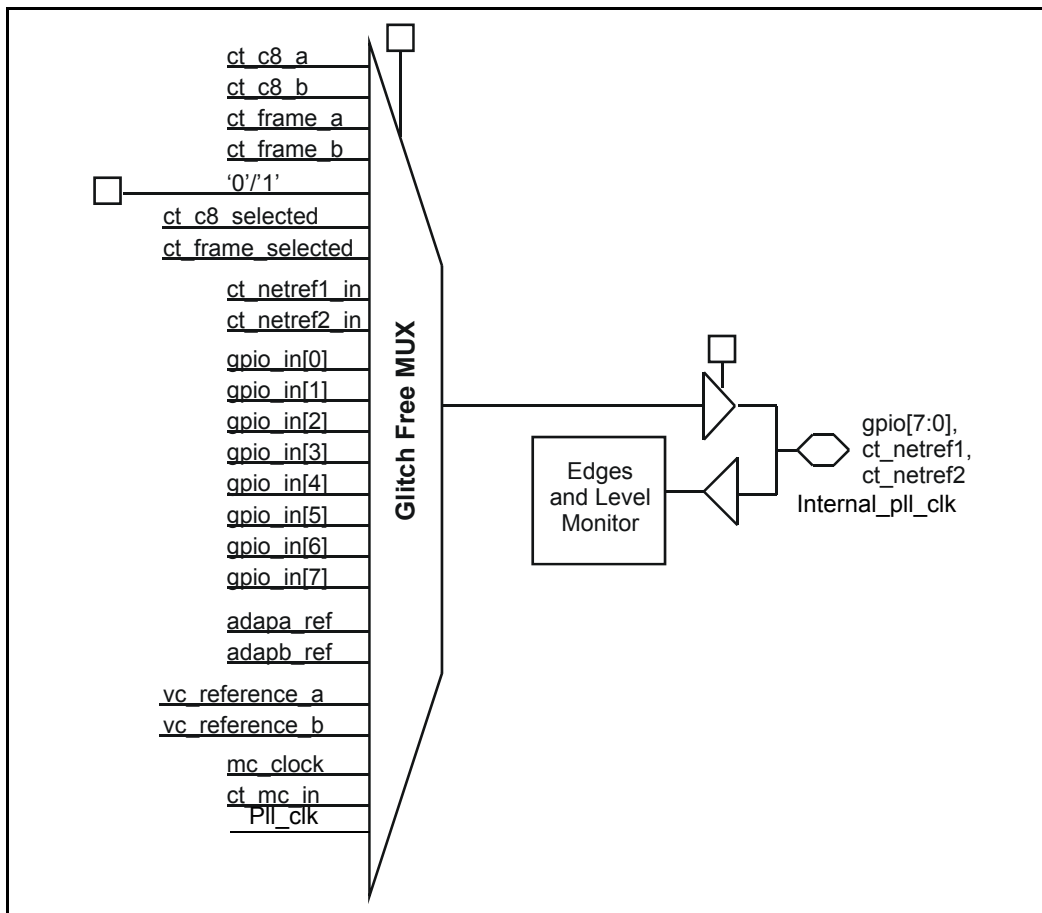 ct_c8_a
ct_c8_b
ct_frame_a
ct_frame_b
‘0’/’1’
ct_c8_selected
ct_frame_selected
ct_netref1_in
ct_netref2_in
gpio_in[0]
gpio_in[1]
gpio_in[2]
gpio_in[3]
gpio_in[4]
gpio_in[5]
gpio_in[6]
gpio_in[7]
adapa_ref
adapb_ref
vc_reference_a
vc_reference_b
mc_clock
ct_mc_in
Pll_clk
Glitch Free MUX
Edges
and Level
Monitor
gpio[7:0],
ct_netref1,
ct_netref2
Internal_pll_clk